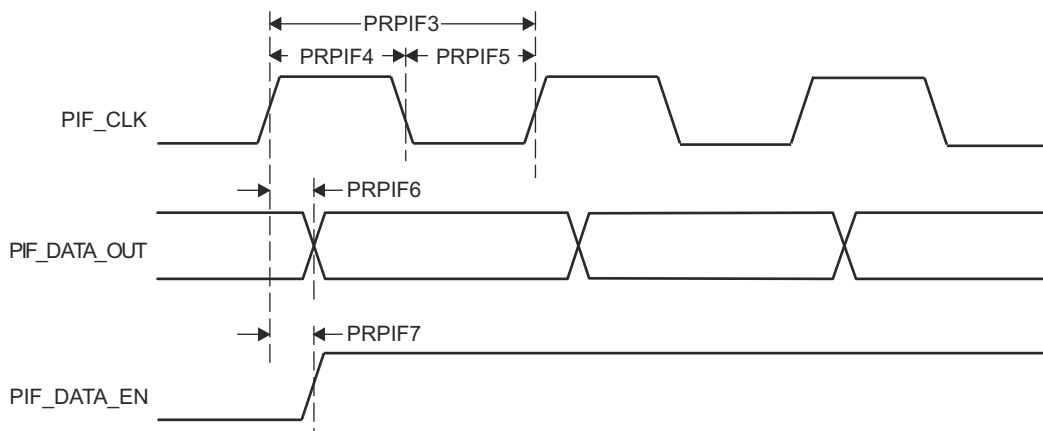 PRPIF3
PRPIF4
PRPIF5
PIF_CLK
PRPIF6
PIF_DATA_OUT
PRPIF7
PIF_DATA_EN